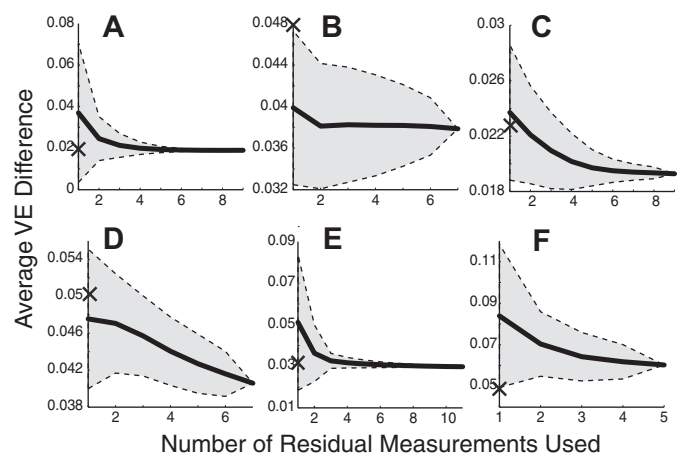 A
0.08
0.06
0.04
0.02
0
2 4 6 8
B
0.048
0.044
0.04
0.036
0.032
2 4 6
C
0.03
0.026
0.022
0.018
2 4 6 8
D
0.054
0.05
0.046
0.042
0.038
2 4 6
E
0.09
0.07
0.05
0.03
0.01
2 4 6 8 10
F
0.11
0.09
0.07
0.05
1 2 3 4 5
Average VE Difference
Number of Residual Measurements Used